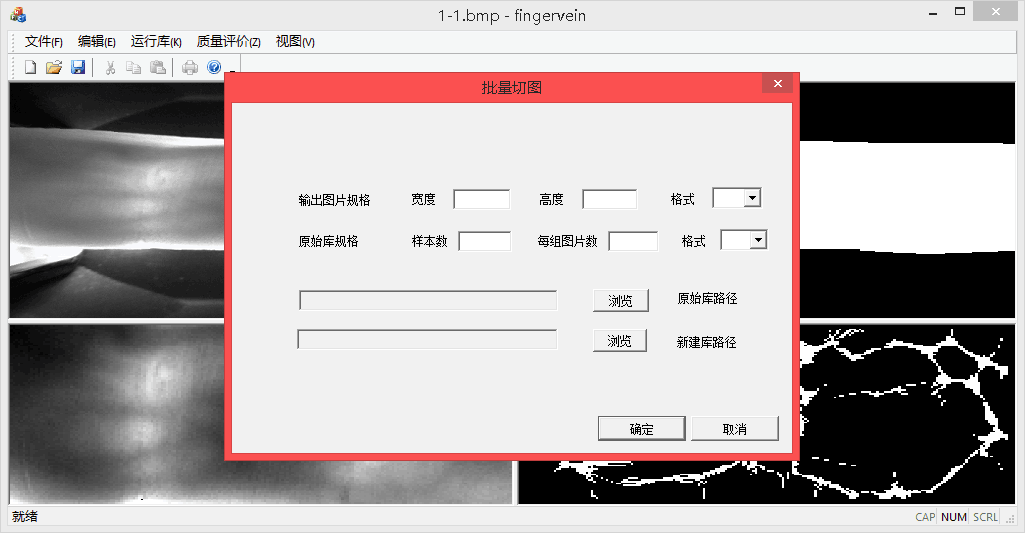 1-1.bmp - fingervein
文件(F) 编辑(E) 运行库(K) 质量评价(Z) 视图(V)
批量切图
输出图片规格 宽度 高度 格式
原始库规格 样本数 每组图片数 格式
浏览 原始库路径
浏览 新建库路径
确定 取消
就绪 CAP NUM SCRL